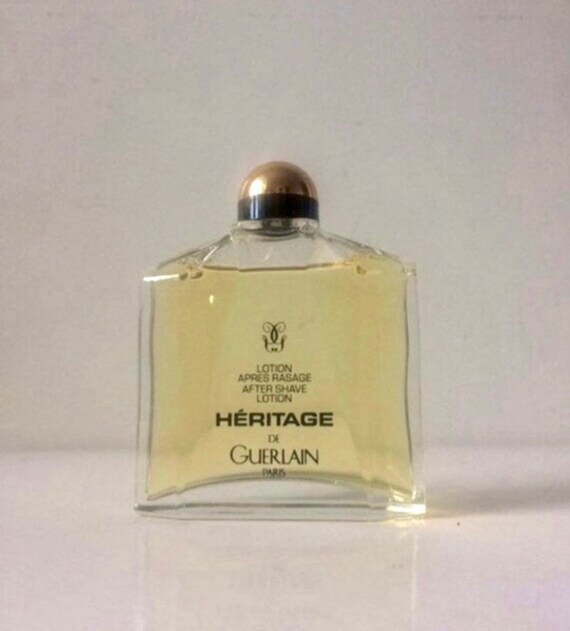 LOTION
APRES RASAGE
AFTER SHAVE
LOTION
HÉRITAGE
DE
GUERLAIN
PARIS